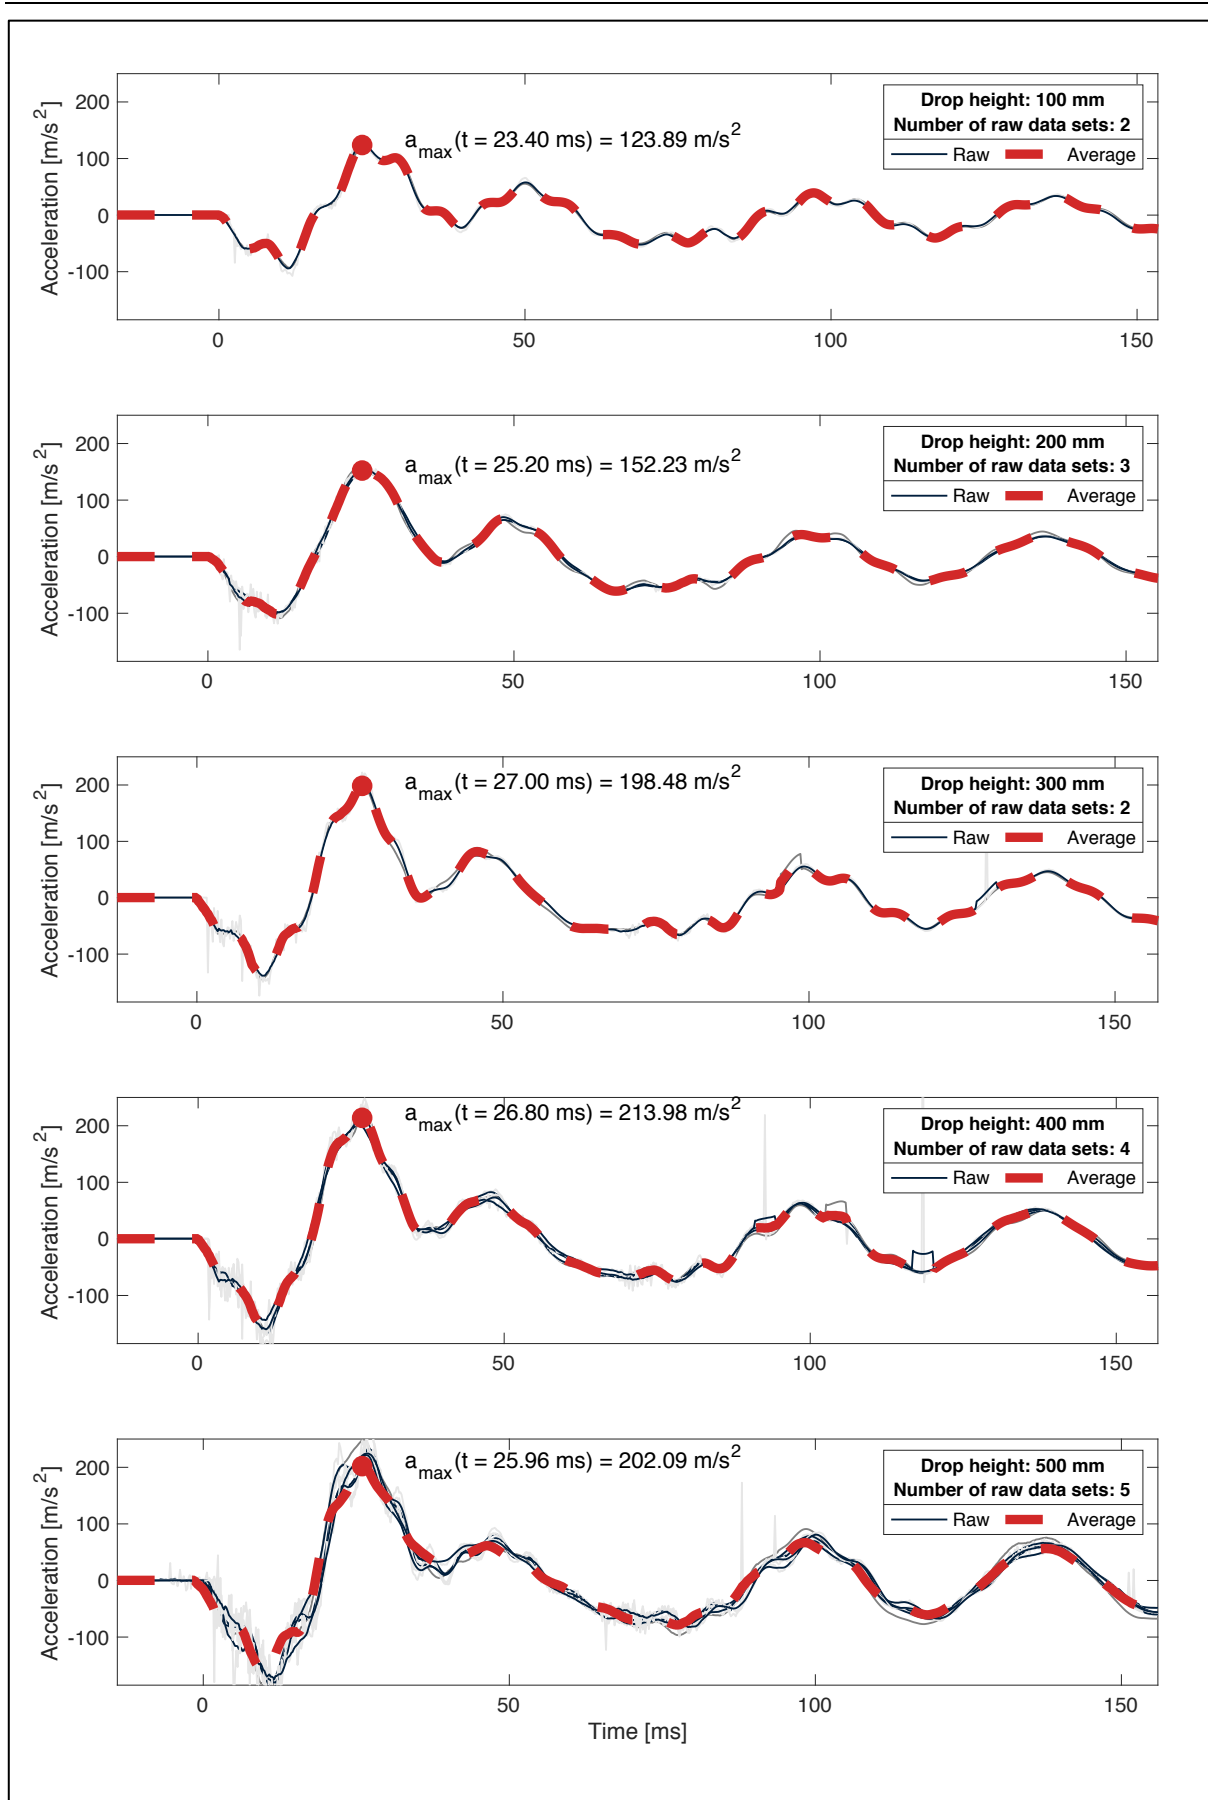 200
100
0
-100
Acceleration [m/s²]
a_max(t = 23.40 ms) = 123.89 m/s²
Drop height: 100 mm
Number of raw data sets: 2
Raw Average
0 50 100 150
200
100
0
-100
Acceleration [m/s²]
a_max(t = 25.20 ms) = 152.23 m/s²
Drop height: 200 mm
Number of raw data sets: 3
Raw Average
0 50 100 150
200
100
0
-100
Acceleration [m/s²]
a_max(t = 27.00 ms) = 198.48 m/s²
Drop height: 300 mm
Number of raw data sets: 2
Raw Average
0 50 100 150
200
100
0
-100
Acceleration [m/s²]
a_max(t = 26.80 ms) = 213.98 m/s²
Drop height: 400 mm
Number of raw data sets: 4
Raw Average
0 50 100 150
200
100
0
-100
Acceleration [m/s²]
a_max(t = 25.96 ms) = 202.09 m/s²
Drop height: 500 mm
Number of raw data sets: 5
Raw Average
0 50 100 150
Time [ms]